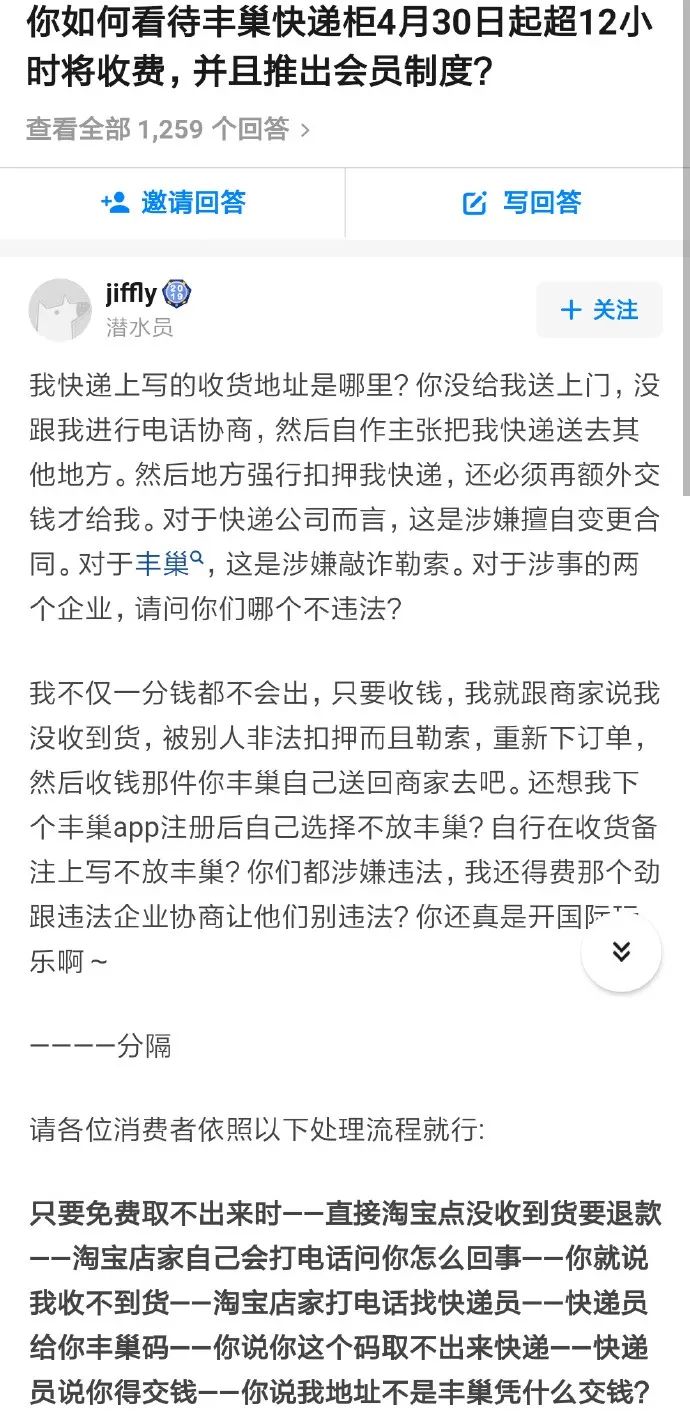 你如何看待丰巢快递柜4月30日起超12小
时将收费，并且推出会员制度？
查看全部 1,259 个回答 >
邀请回答
写回答
jiffly
2019
潜水员
+ 关注
我快递上写的收货地址是哪里？你没给我送上门，没
跟我进行电话协商，然后自作主张把我快递送去其
他地方。然后地方强行扣押我快递，还必须再额外交
钱才给我。对于快递公司而言，这是涉嫌擅自变更合
同。对于丰巢，这是涉嫌敲诈勒索。对于涉事的两
个企业，请问你们哪个不违法？
我不仅一分钱都不会出，只要收钱，我就跟商家说我
没收到货，被别人非法扣押而且勒索，重新下订单，
然后收钱那件你丰巢自己送回商家去吧。还想我下
个丰巢app注册后自己选择不放丰巢？自行在收货备
注上写不放丰巢？你们都涉嫌违法，我还得费那个劲
跟违法企业协商让他们别违法？你还真是开国际玩
乐啊～
————分隔
请各位消费者依照以下处理流程就行:
只要免费取不出来时——直接淘宝点没收到货要退款
——淘宝店家自己会打电话问你怎么回事——你就说
我收不到货——淘宝店家打电话找快递员——快递员
给你丰巢码——你说你这个码取不出来快递——快递
员说你得交钱——你说我地址不是丰巢凭什么交钱？